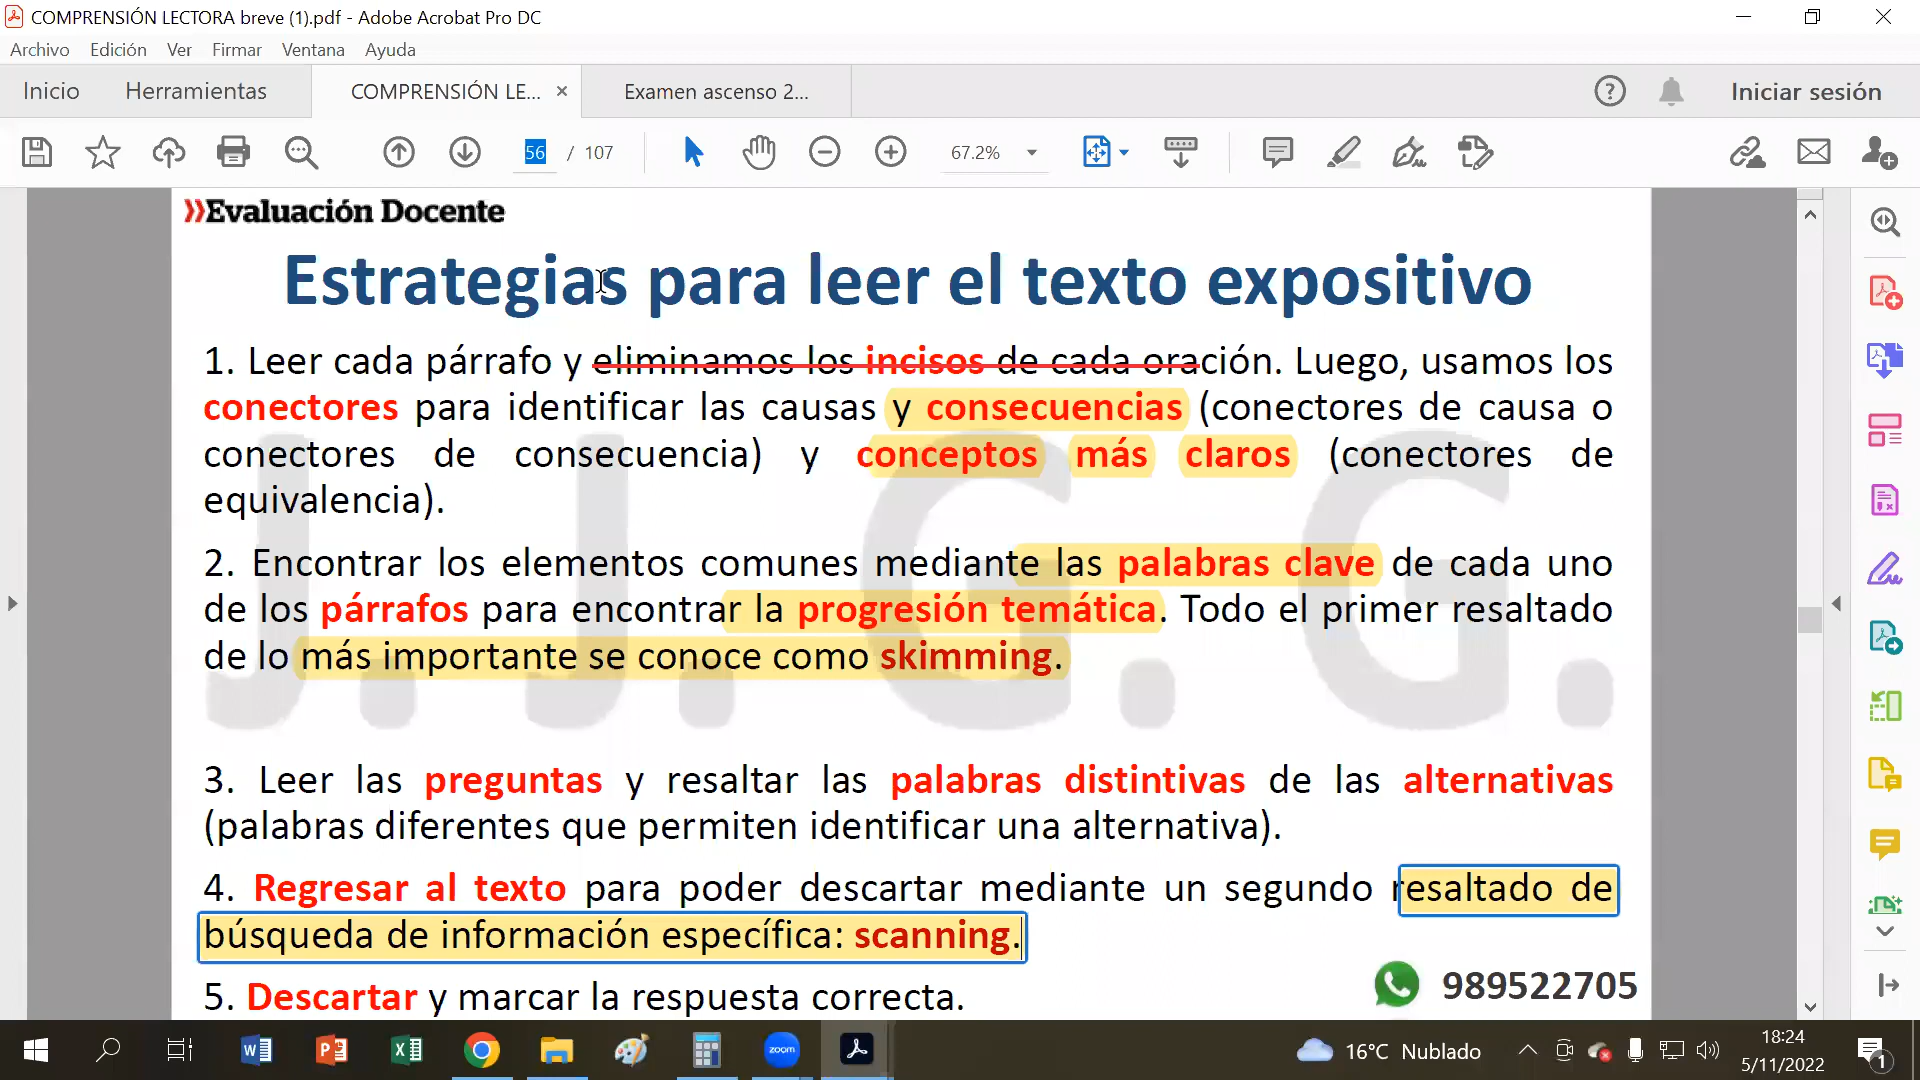 COMPRENSIÓN LECTORA breve (1).pdf - Adobe Acrobat Pro DC
Archivo Edición Ver Firmar Ventana Ayuda
Inicio Herramientas COMPRENSIÓN LE... × Examen ascenso 2... ? Iniciar sesión
56 / 107 67.2%
Evaluación Docente
Estrategias para leer el texto expositivo
1. Leer cada párrafo y eliminamos los incisos de cada oración. Luego, usamos los
conectores para identificar las causas y consecuencias (conectores de causa o
conectores de consecuencia) y conceptos más claros (conectores de
equivalencia).
2. Encontrar los elementos comunes mediante las palabras clave de cada uno
de los párrafos para encontrar la progresión temática. Todo el primer resaltado
de lo más importante se conoce como skimming.
J. J. G. G.
3. Leer las preguntas y resaltar las palabras distintivas de las alternativas
(palabras diferentes que permiten identificar una alternativa).
4. Regresar al texto para poder descartar mediante un segundo resaltado de
búsqueda de información específica: scanning.
5. Descartar y marcar la respuesta correcta.
989522705
zoom
16°C Nublado
18:24
5/11/2022
1